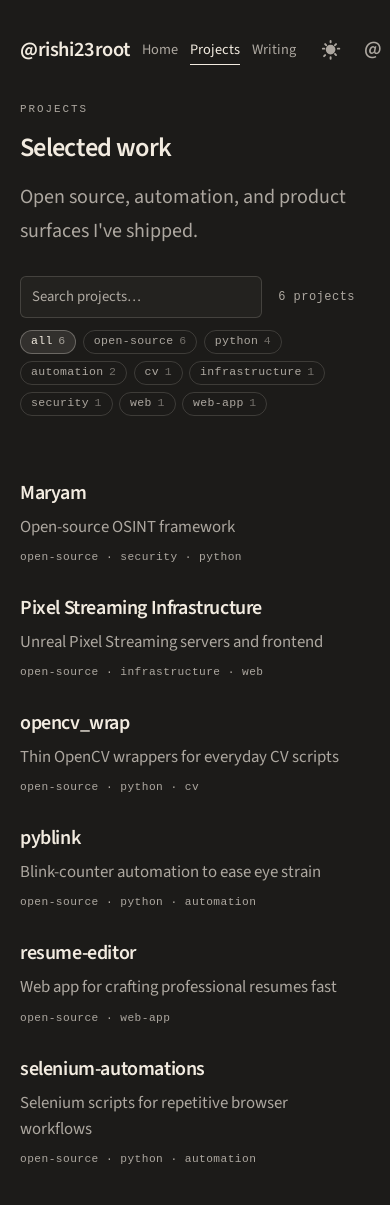 @rishi23root Home Projects Writing @
PROJECTS
Selected work
Open source, automation, and product
surfaces I've shipped.
Search projects… 6 projects
all 6 open-source 6 python 4
automation 2 cv 1 infrastructure 1
security 1 web 1 web-app 1
Maryam
Open-source OSINT framework
open-source · security · python
Pixel Streaming Infrastructure
Unreal Pixel Streaming servers and frontend
open-source · infrastructure · web
opencv_wrap
Thin OpenCV wrappers for everyday CV scripts
open-source · python · cv
pyblink
Blink-counter automation to ease eye strain
open-source · python · automation
resume-editor
Web app for crafting professional resumes fast
open-source · web-app
selenium-automations
Selenium scripts for repetitive browser
workflows
open-source · python · automation